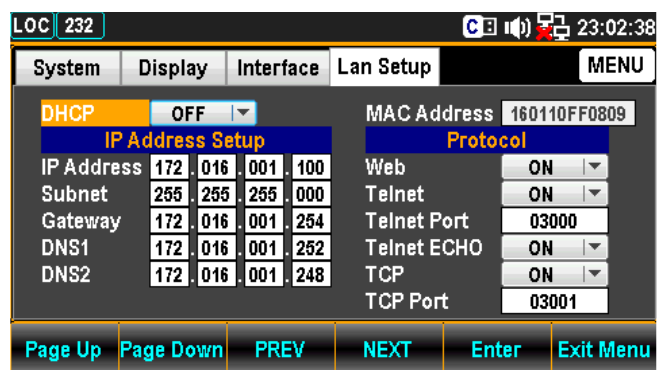 LOC 232 C 23:02:38
System Display Interface Lan Setup MENU
DHCP OFF MAC Address 160110FF0809
IP Address Setup Protocol
IP Address 172.016.001.100 Web ON
Subnet 255.255.255.000 Telnet ON
Gateway 172.016.001.254 Telnet Port 03000
DNS1 172.016.001.252 Telnet ECHO ON
DNS2 172.016.001.248 TCP ON
TCP Port 03001
Page Up Page Down PREV NEXT Enter Exit Menu